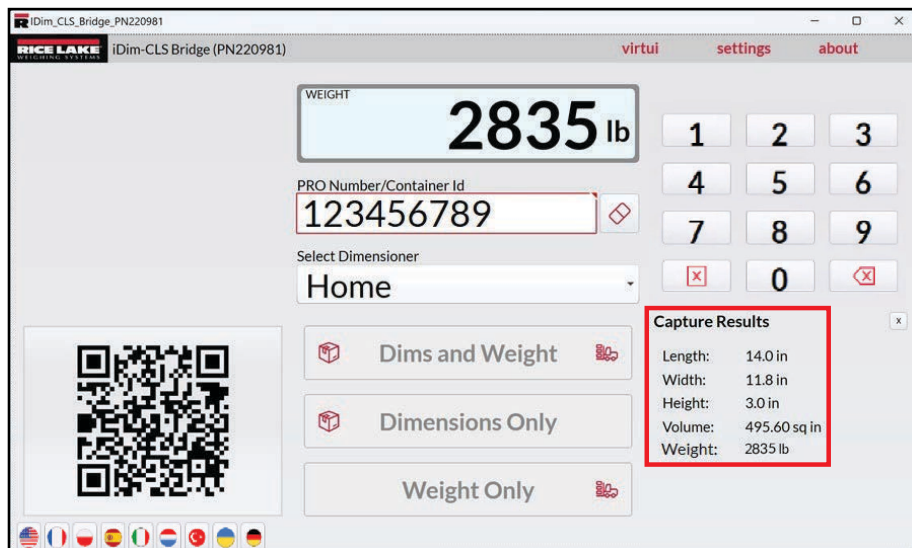 IDim_CLS_Bridge_PN220981
RICE LAKE
WEIGHING SYSTEMS
iDim-CLS Bridge (PN220981)
virtui
settings
about
WEIGHT
2835 lb
PRO Number/Container Id
123456789
Select Dimensioner
Home
1 2 3
4 5 6
7 8 9
0
Dims and Weight
Dimensions Only
Weight Only
Capture Results
x
Length: 14.0 in
Width: 11.8 in
Height: 3.0 in
Volume: 495.60 sq in
Weight: 2835 lb